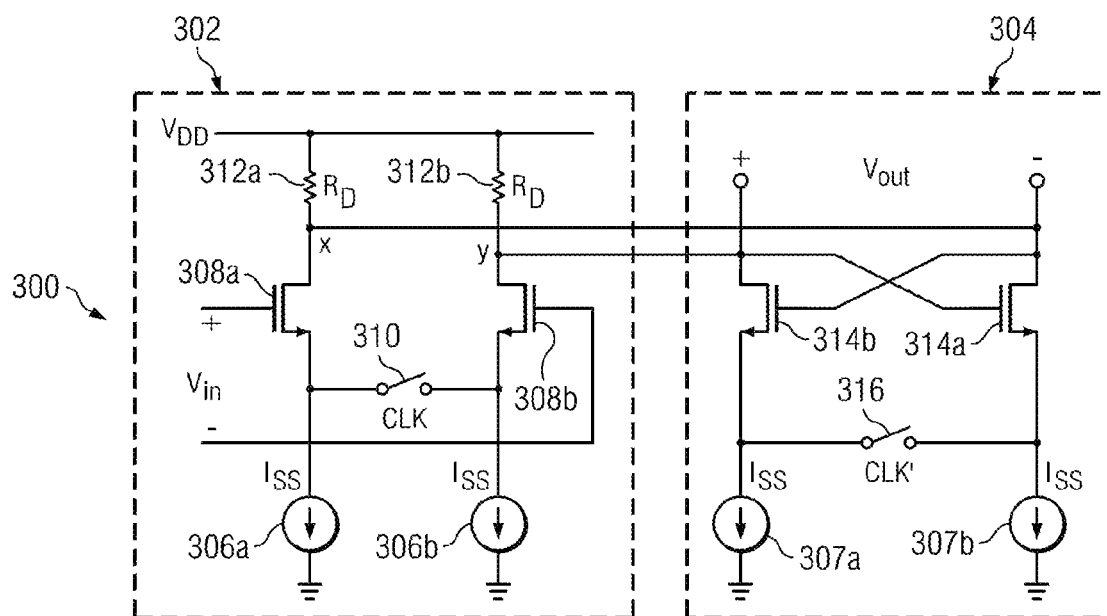 302
304
V_DD
312a
R_D
312b
R_D
+
V_out
-
x
y
300
308a
+
310
308b
314b
314a
V_in
CLK
316
-
I_SS
I_SS
I_SS
CLK'
I_SS
306a
306b
307a
307b